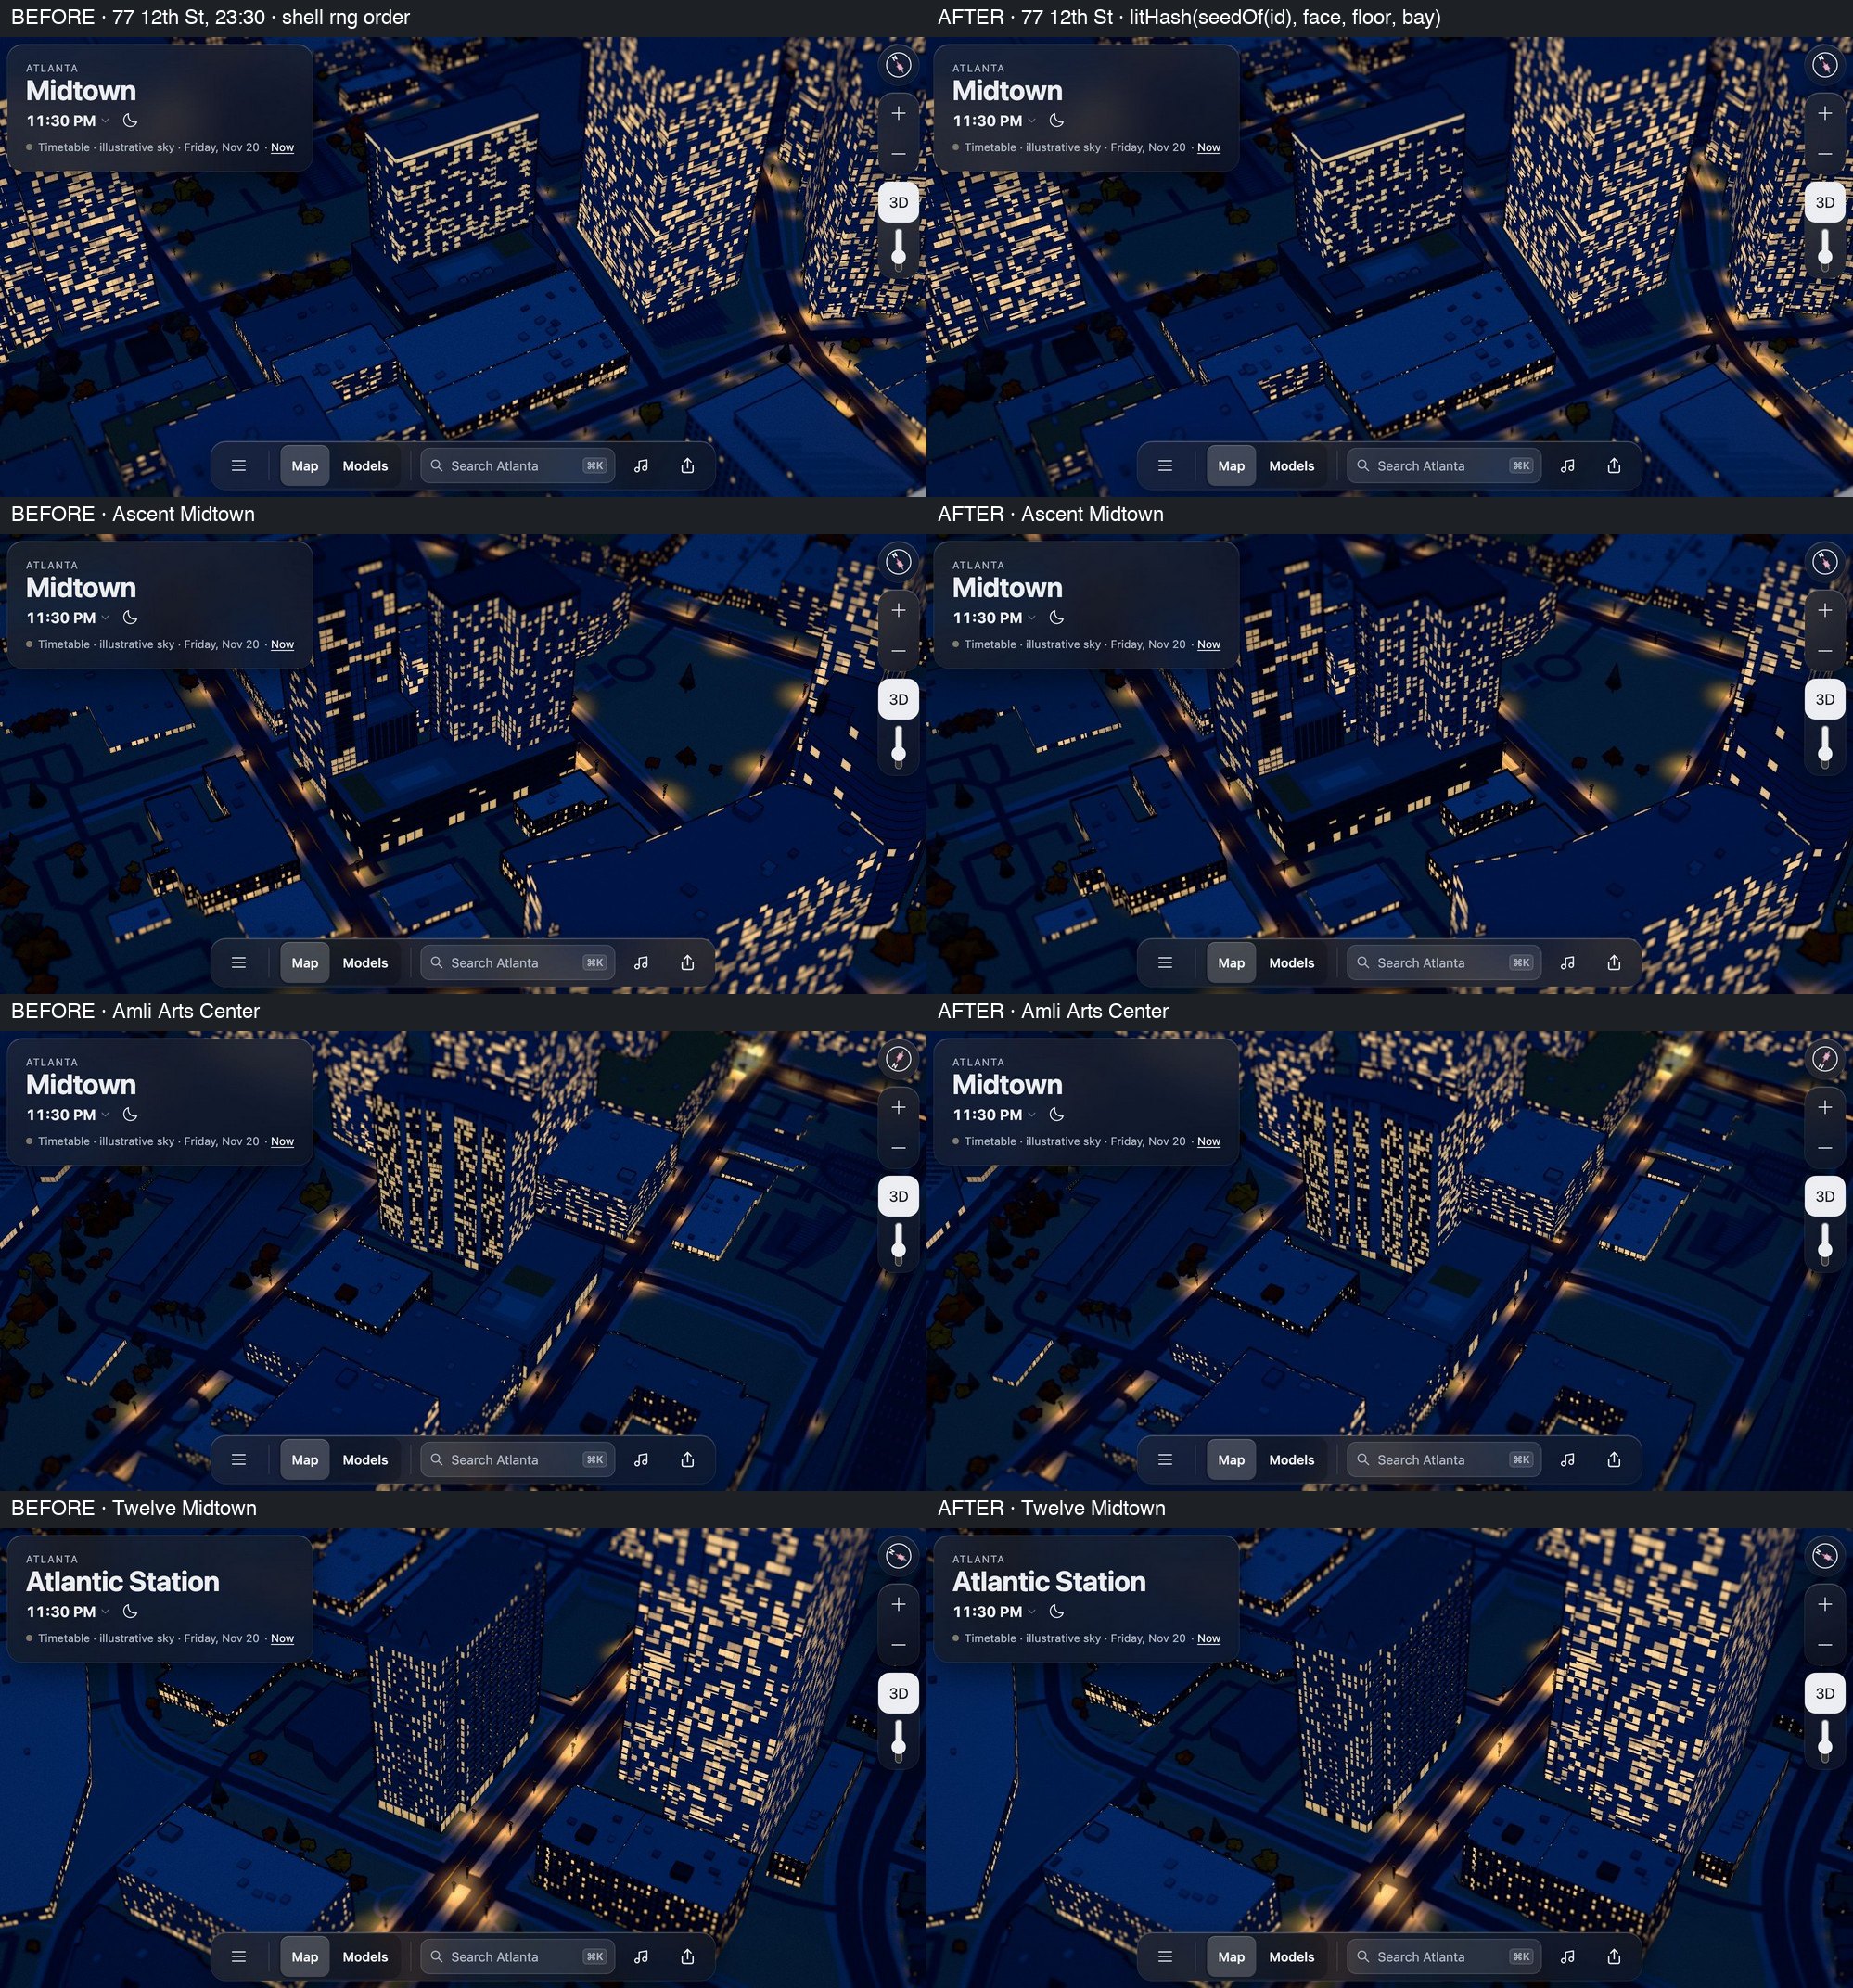 BEFORE · 77 12th St, 23:30 · shell rng order
AFTER · 77 12th St · litHash(seedOf(id), face, floor, bay)
ATLANTA
Midtown
11:30 PM
Timetable · illustrative sky · Friday, Nov 20 · Now
N
+
−
3D
Map
Models
Search Atlanta
⌘K
ATLANTA
Midtown
11:30 PM
Timetable · illustrative sky · Friday, Nov 20 · Now
N
+
−
3D
Map
Models
Search Atlanta
⌘K
BEFORE · Ascent Midtown
AFTER · Ascent Midtown
ATLANTA
Midtown
11:30 PM
Timetable · illustrative sky · Friday, Nov 20 · Now
N
+
−
3D
Map
Models
Search Atlanta
⌘K
ATLANTA
Midtown
11:30 PM
Timetable · illustrative sky · Friday, Nov 20 · Now
N
+
−
3D
Map
Models
Search Atlanta
⌘K
BEFORE · Amli Arts Center
AFTER · Amli Arts Center
ATLANTA
Midtown
11:30 PM
Timetable · illustrative sky · Friday, Nov 20 · Now
N
+
−
3D
Map
Models
Search Atlanta
⌘K
ATLANTA
Midtown
11:30 PM
Timetable · illustrative sky · Friday, Nov 20 · Now
N
+
−
3D
Map
Models
Search Atlanta
⌘K
BEFORE · Twelve Midtown
AFTER · Twelve Midtown
ATLANTA
Atlantic Station
11:30 PM
Timetable · illustrative sky · Friday, Nov 20 · Now
N
+
−
3D
Map
Models
Search Atlanta
⌘K
ATLANTA
Atlantic Station
11:30 PM
Timetable · illustrative sky · Friday, Nov 20 · Now
N
+
−
3D
Map
Models
Search Atlanta
⌘K